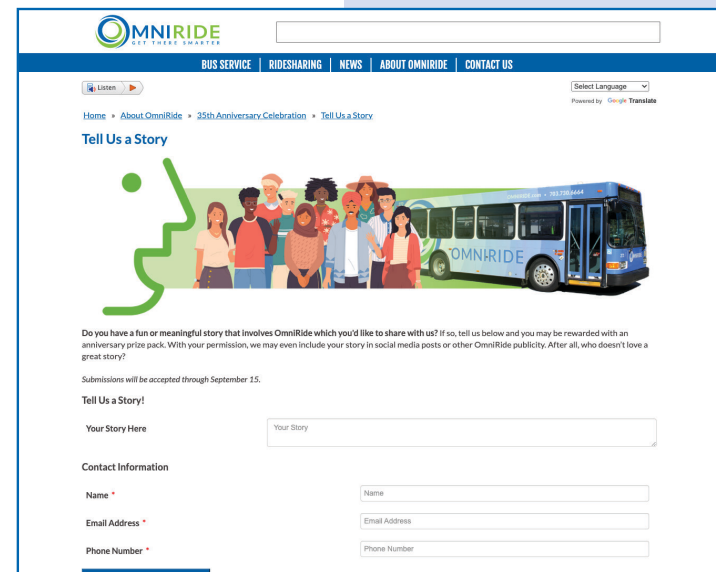 OMNIRIDE
GET THERE SMARTER
BUS SERVICE | RIDESHARING | NEWS | ABOUT OMNIRIDE | CONTACT US
Listen
Select Language
Powered by Google Translate
Home » About OmniRide » 35th Anniversary Celebration » Tell Us a Story
Tell Us a Story
OMNIRIDE.com • 703.730.6664
OMNIRIDE
Do you have a fun or meaningful story that involves OmniRide which you'd like to share with us? If so, tell us below and you may be rewarded with an
anniversary prize pack. With your permission, we may even include your story in social media posts or other OmniRide publicity. After all, who doesn't love a
great story?
Submissions will be accepted through September 15.
Tell Us a Story!
Your Story Here
Your Story
Contact Information
Name *
Name
Email Address *
Email Address
Phone Number *
Phone Number